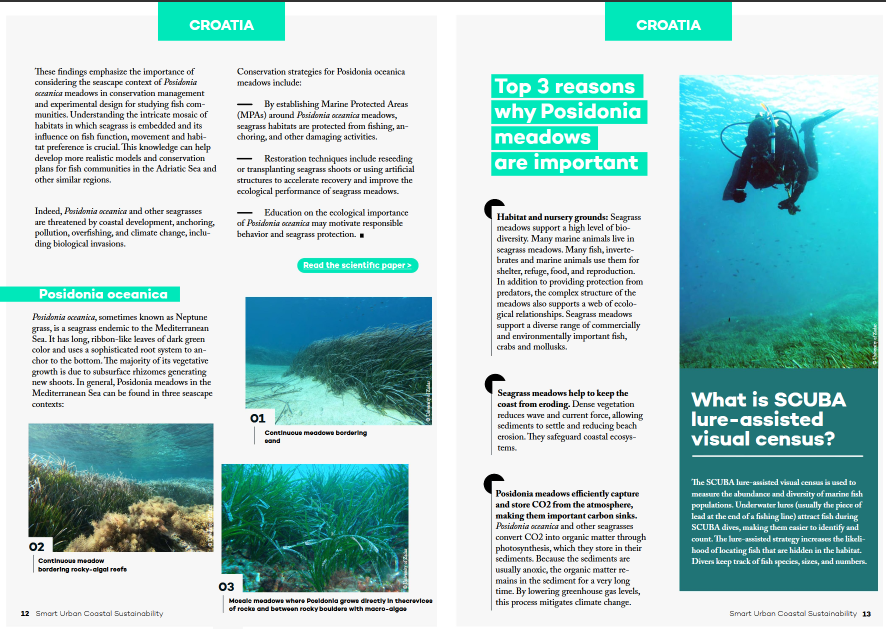 CROATIA
These findings emphasize the importance of
considering the seascape context of Posidonia
oceanica meadows in conservation management
and experimental design for studying fish com-
munities. Understanding the intricate mosaic of
habitats in which seagrass is embedded and its
influence on fish function, movement and habi-
tat preference is crucial. This knowledge can help
develop more realistic models and conservation
plans for fish communities in the Adriatic Sea and
other similar regions.
Indeed, Posidonia oceanica and other seagrasses
are threatened by coastal development, anchoring,
pollution, overfishing, and climate change, inclu-
ding biological invasions.
Conservation strategies for Posidonia oceanica
meadows include:
— By establishing Marine Protected Areas
(MPAs) around Posidonia oceanica meadows,
seagrass habitats are protected from fishing, an-
choring, and other damaging activities.
— Restoration techniques include reseeding
or transplanting seagrass shoots or using artificial
structures to accelerate recovery and improve the
ecological performance of seagrass meadows.
— Education on the ecological importance
of Posidonia oceanica may motivate responsible
behavior and seagrass protection. ■
Read the scientific paper >
Posidonia oceanica
Posidonia oceanica, sometimes known as Neptune
grass, is a seagrass endemic to the Mediterranean
Sea. It has long, ribbon-like leaves of dark green
color and uses a sophisticated root system to an-
chor to the bottom. The majority of its vegetative
growth is due to subsurface rhizomes generating
new shoots. In general, Posidonia meadows in the
Mediterranean Sea can be found in three seascape
contexts:
01
Continuous meadows bordering
sand
02
Continuous meadow
bordering rocky-algal reefs
03
Mosaic meadows where Posidonia grows directly in thecrevices
of rocks and between rocky boulders with macro-algae
12 Smart Urban Coastal Sustainability
CROATIA
Top 3 reasons
why Posidonia
meadows
are important
Habitat and nursery grounds: Seagrass
meadows support a high level of bio-
diversity. Many marine animals live in
seagrass meadows. Many fish, inverte-
brates and marine animals use them for
shelter, refuge, food, and reproduction.
In addition to providing protection from
predators, the complex structure of the
meadows also supports a web of ecolo-
gical relationships. Seagrass meadows
support a diverse range of commercially
and environmentally important fish,
crabs and mollusks.
Seagrass meadows help to keep the
coast from eroding. Dense vegetation
reduces wave and current force, allowing
sediments to settle and reducing beach
erosion. They safeguard coastal ecosys-
tems.
Posidonia meadows efficiently capture
and store CO2 from the atmosphere,
making them important carbon sinks.
Posidonia oceanica and other seagrasses
convert CO2 into organic matter through
photosynthesis, which they store in their
sediments. Because the sediments are
usually anoxic, the organic matter re-
mains in the sediment for a very long
time. By lowering greenhouse gas levels,
this process mitigates climate change.
What is SCUBA
lure-assisted
visual census?
The SCUBA lure-assisted visual census is used to
measure the abundance and diversity of marine fish
populations. Underwater lures (usually the piece of
lead at the end of a fishing line) attract fish during
SCUBA dives, making them easier to identify and
count. The lure-assisted strategy increases the likeli-
hood of locating fish that are hidden in the habitat.
Divers keep track of fish species, sizes, and numbers.
Smart Urban Coastal Sustainability 13